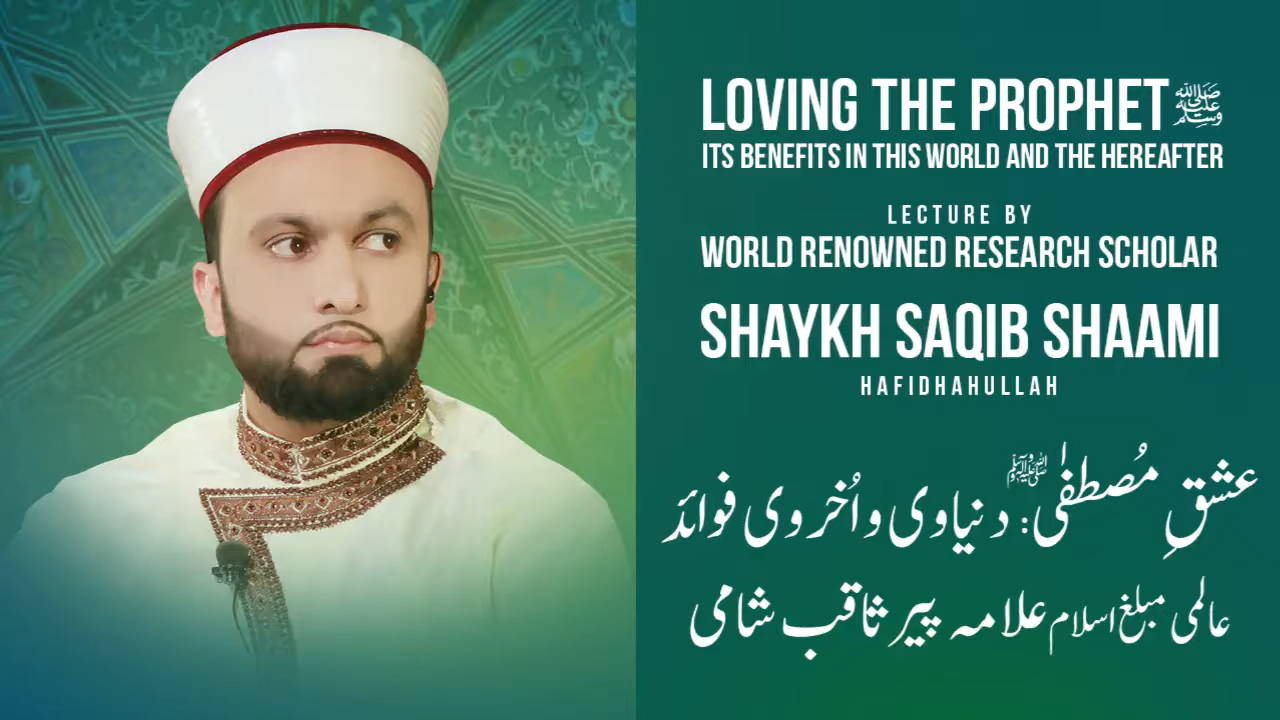 LOVING THE PROPHET ﷺ
ITS BENEFITS IN THIS WORLD AND THE HEREAFTER
LECTURE BY
WORLD RENOWNED RESEARCH SCHOLAR
SHAYKH SAQIB SHAAMI
HAFIDHAHULLAH
عشقِ مُصطفٰی ﷺ: دنیاوی و اُخروی فوائد
عالمی مبلغ اسلام علامہ پیر ثاقب شامی